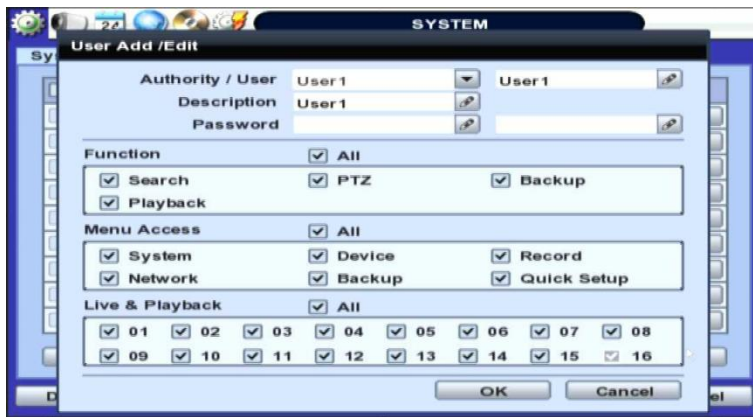 SYSTEM
User Add /Edit
Sy
Authority / User User1 User1
Description User1
Password
Function All
Search PTZ Backup
Playback
Menu Access All
System Device Record
Network Backup Quick Setup
Live & Playback All
01 02 03 04 05 06 07 08
09 10 11 12 13 14 15 16
OK Cancel
D el